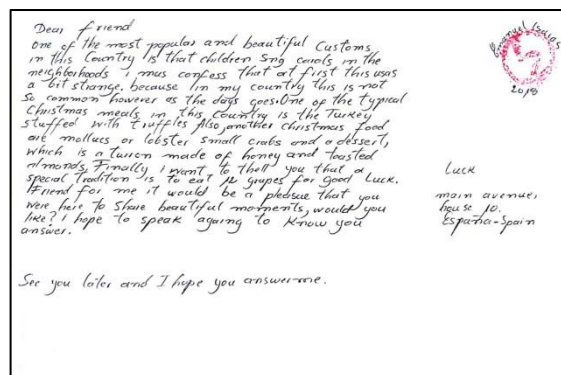 Dear friend
one of the most popular and beautiful Customs
in this Country is that children sng carols in the
neighborhoods i mus confess that at first this was
a bit strange, because in my country this is not
so common however as the days goes. One of the typical
Christmas meals in this Country is the Turkey
stuffed with truffles Also, another christmas food
are mollucs or lobster small crabs and a dessert,
which is a turron made of honey and toasted
almonds, Finally i want to thell you that a
special Tradition is to eat 12 grapes for good Luck.
Friend for me it would be a pleasue that you
were here to share beautiful moments, would you
like? I hope to speak againg to know you
answer.
See you later and I hope you answer-me.
Emanuel Isaias
2018
Luck
main avenue,
house 10.
España-Spain